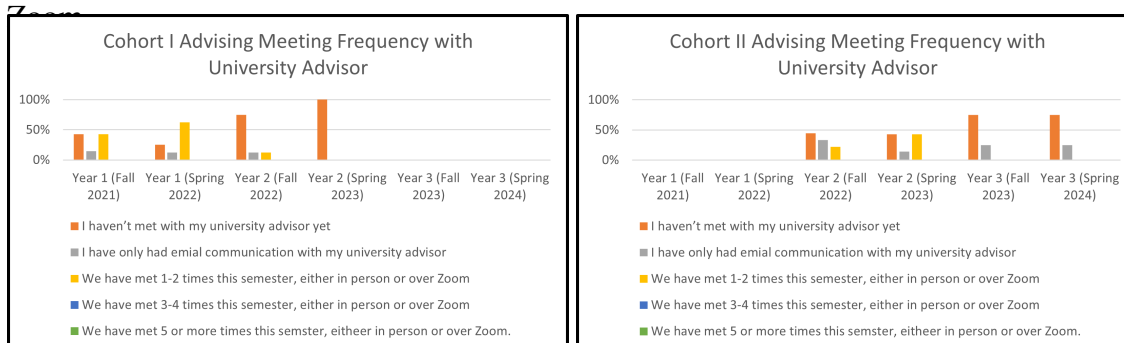 Zoom
Cohort I Advising Meeting Frequency with
University Advisor
100%
50%
0%
Year 1 (Fall 2021)
Year 1 (Spring 2022)
Year 2 (Fall 2022)
Year 2 (Spring 2023)
Year 3 (Fall 2023)
Year 3 (Spring 2024)
I haven’t met with my university advisor yet
I have only had emial communication with my university advisor
We have met 1-2 times this semester, either in person or over Zoom
We have met 3-4 times this semester, either in person or over Zoom
We have met 5 or more times this semster, eitheer in person or over Zoom.
Cohort II Advising Meeting Frequency with
University Advisor
100%
50%
0%
Year 1 (Fall 2021)
Year 1 (Spring 2022)
Year 2 (Fall 2022)
Year 2 (Spring 2023)
Year 3 (Fall 2023)
Year 3 (Spring 2024)
I haven’t met with my university advisor yet
I have only had emial communication with my university advisor
We have met 1-2 times this semester, either in person or over Zoom
We have met 3-4 times this semester, either in person or over Zoom
We have met 5 or more times this semster, eitheer in person or over Zoom.